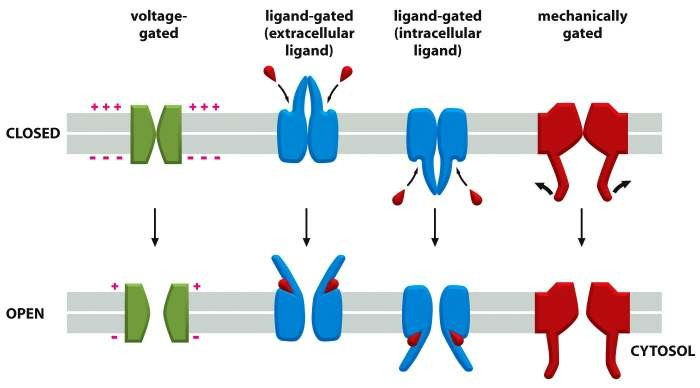 voltage-
gated
ligand-gated
(extracellular
ligand)
ligand-gated
(intracellular
ligand)
mechanically
gated
+ + + + + +
CLOSED
- - - - - -
+ +
OPEN
- -
CYTOSOL